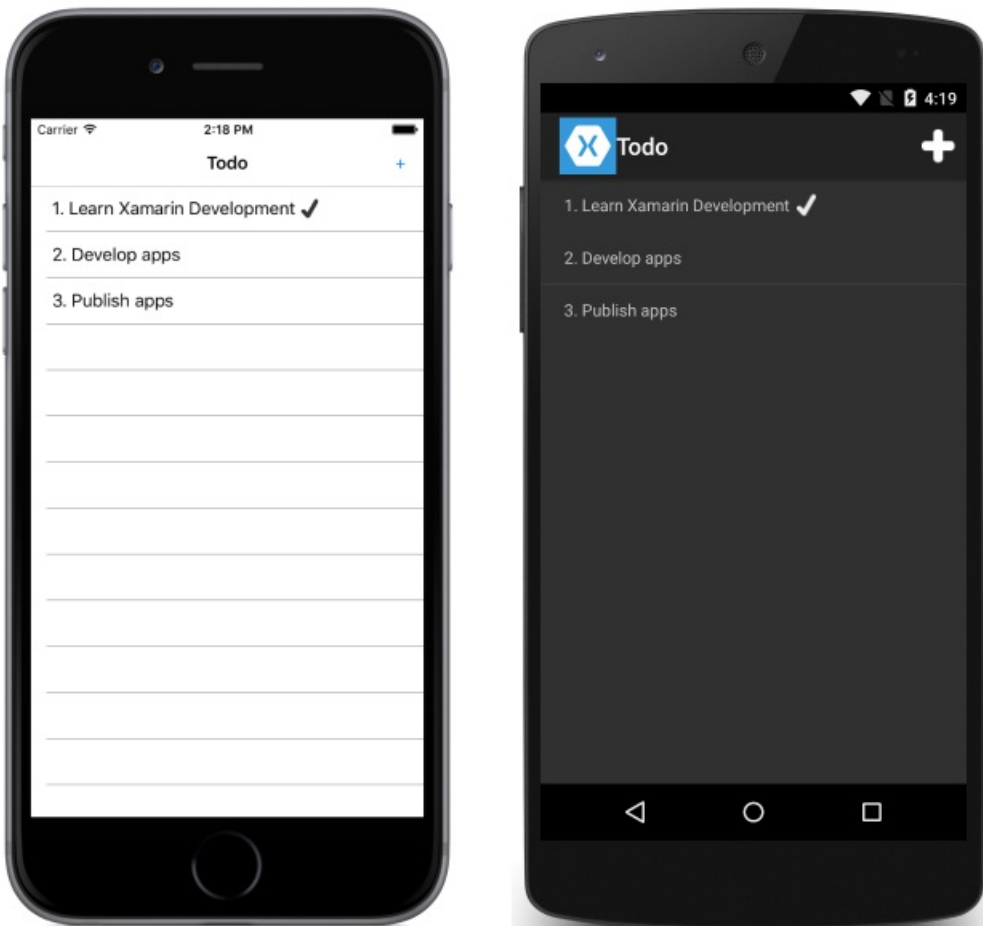 Carrier 2:18 PM
Todo +
1. Learn Xamarin Development ✓
2. Develop apps
3. Publish apps
4:19
X Todo
1. Learn Xamarin Development ✓
2. Develop apps
3. Publish apps